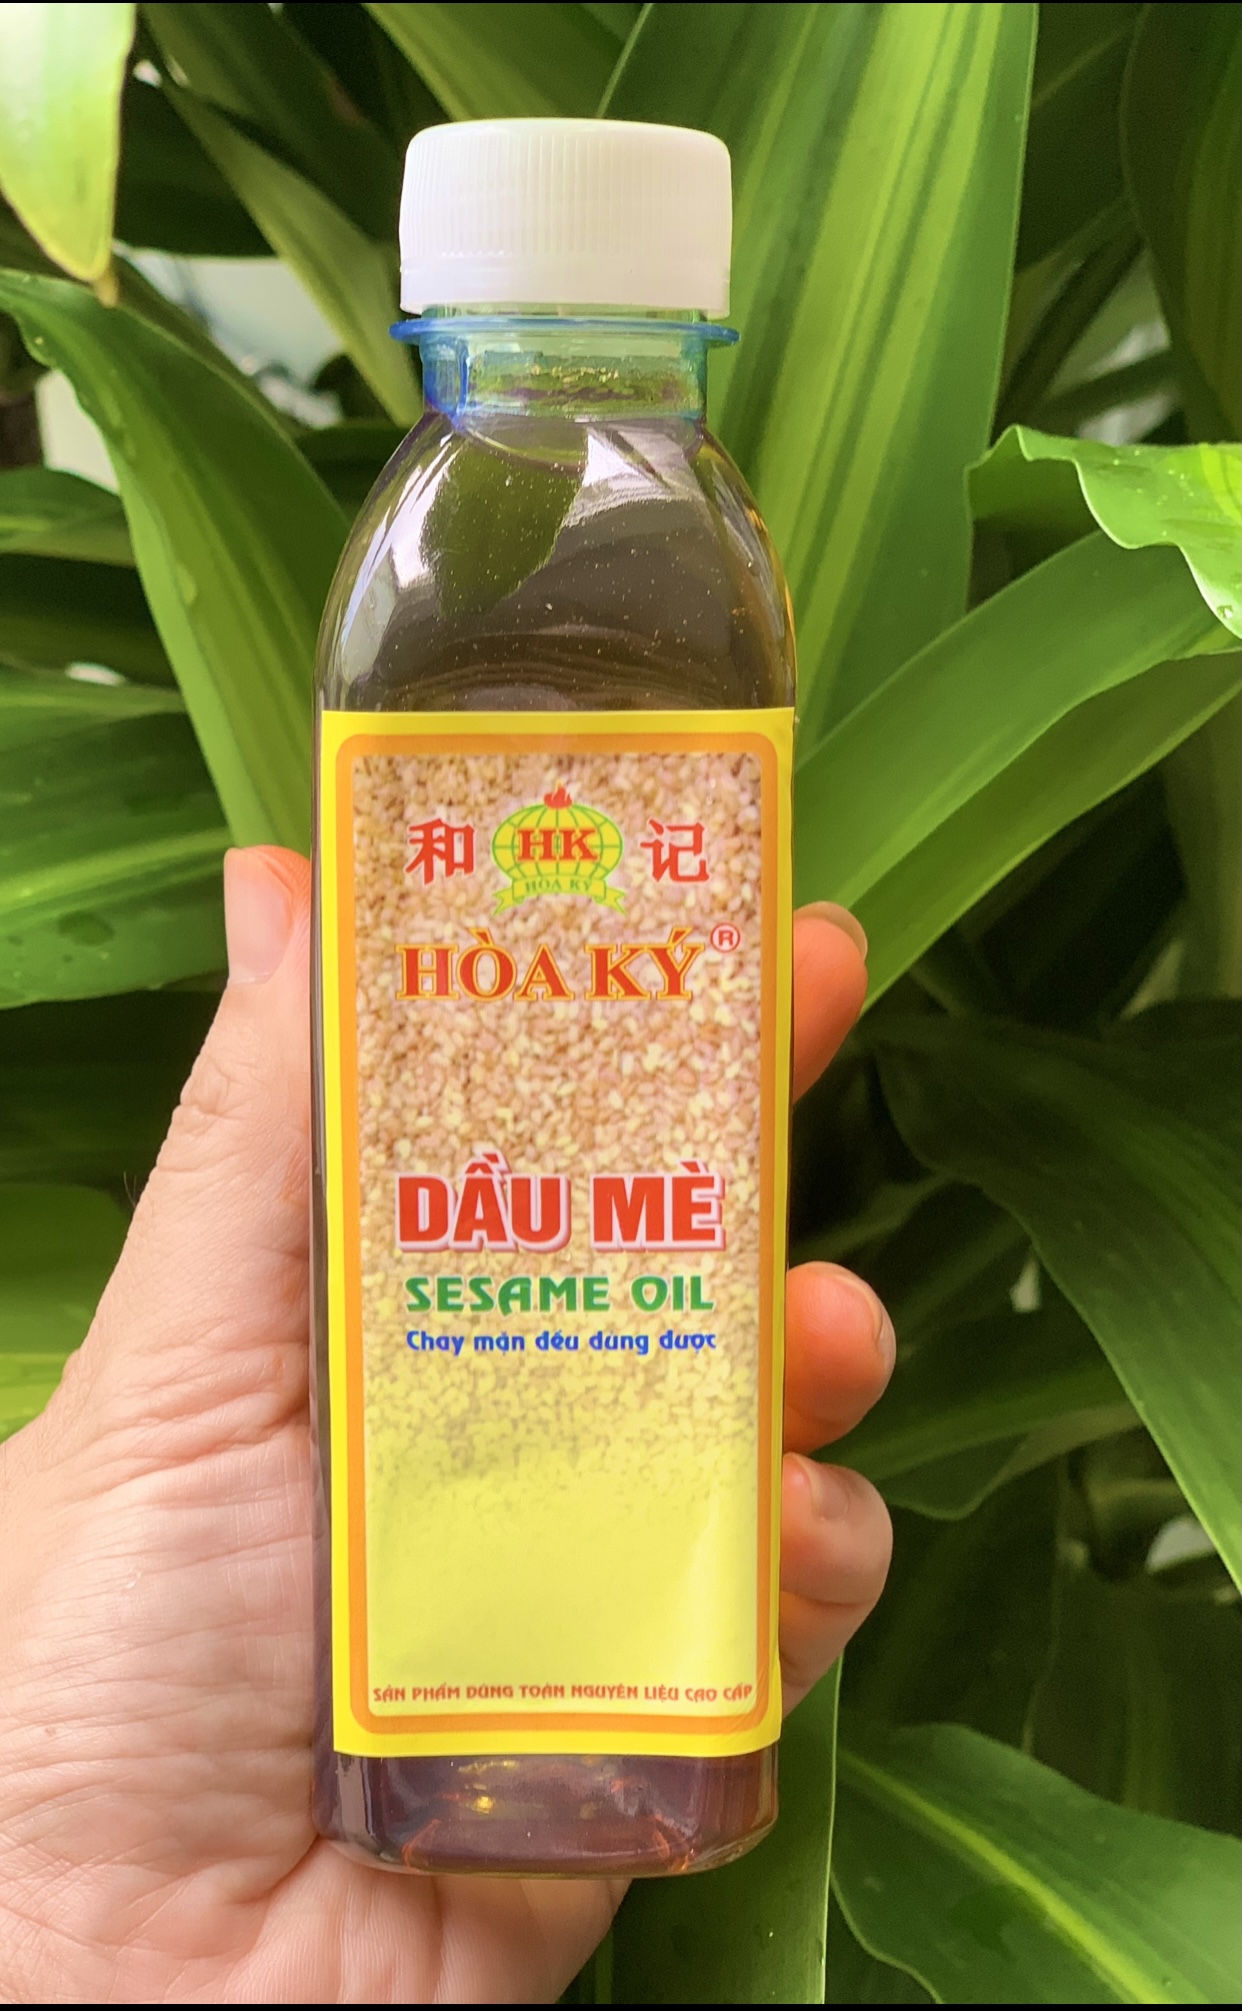 和 HK 记
HÒA KÝ
HÒA KÝ®
DẦU MÈ
SESAME OIL
Chay mặn đều dùng được
SẢN PHẨM DÙNG TOÀN NGUYÊN LIỆU CAO CẤP